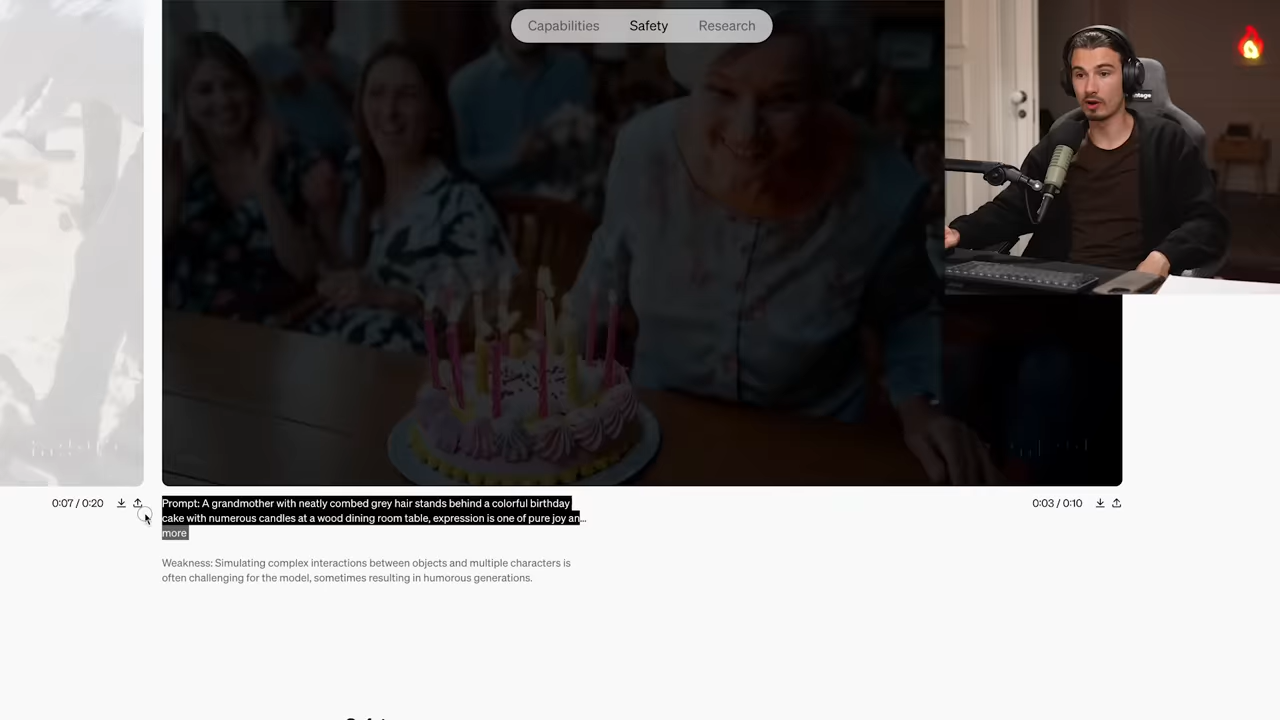 Capabilities
Safety
Research
0:07 / 0:20
Prompt: A grandmother with neatly combed grey hair stands behind a colorful birthday
cake with numerous candles at a wood dining room table, expression is one of pure joy an...
more
0:03 / 0:10
Weakness: Simulating complex interactions between objects and multiple characters is
often challenging for the model, sometimes resulting in humorous generations.